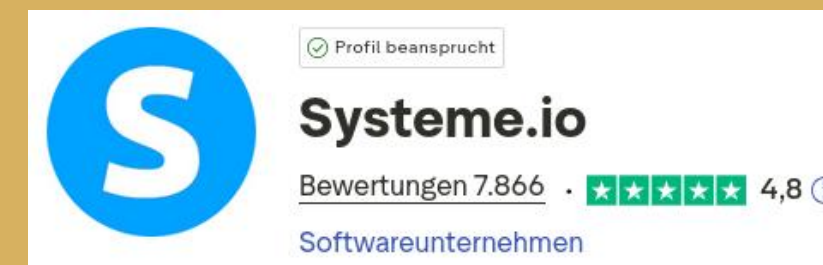 S
Profil beansprucht
Systeme.io
Bewertungen 7.866 · 4,8
Softwareunternehmen